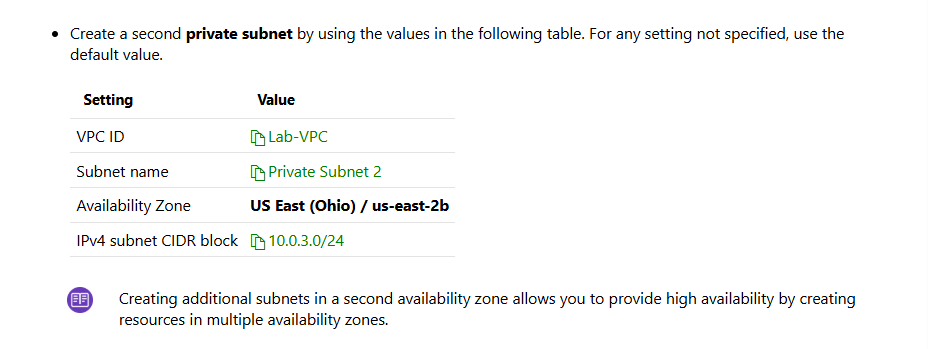 • Create a second private subnet by using the values in the following table. For any setting not specified, use the
default value.
Setting Value
VPC ID Lab-VPC
Subnet name Private Subnet 2
Availability Zone US East (Ohio) / us-east-2b
IPv4 subnet CIDR block 10.0.3.0/24
Creating additional subnets in a second availability zone allows you to provide high availability by creating
resources in multiple availability zones.